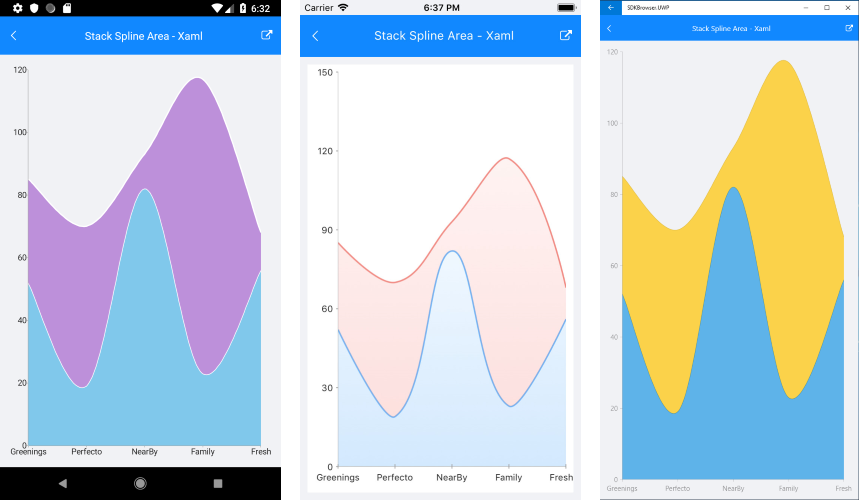 6:32
Stack Spline Area - Xaml
120
100
80
60
40
20
0
Greenings Perfecto NearBy Family Fresh
Carrier 6:37 PM
Stack Spline Area - Xaml
150
120
90
60
30
0
Greenings Perfecto NearBy Family Fresh
SDKBrowser.UWP
Stack Spline Area - Xaml
120
100
80
60
40
20
0
Greenings Perfecto NearBy Family Fresh